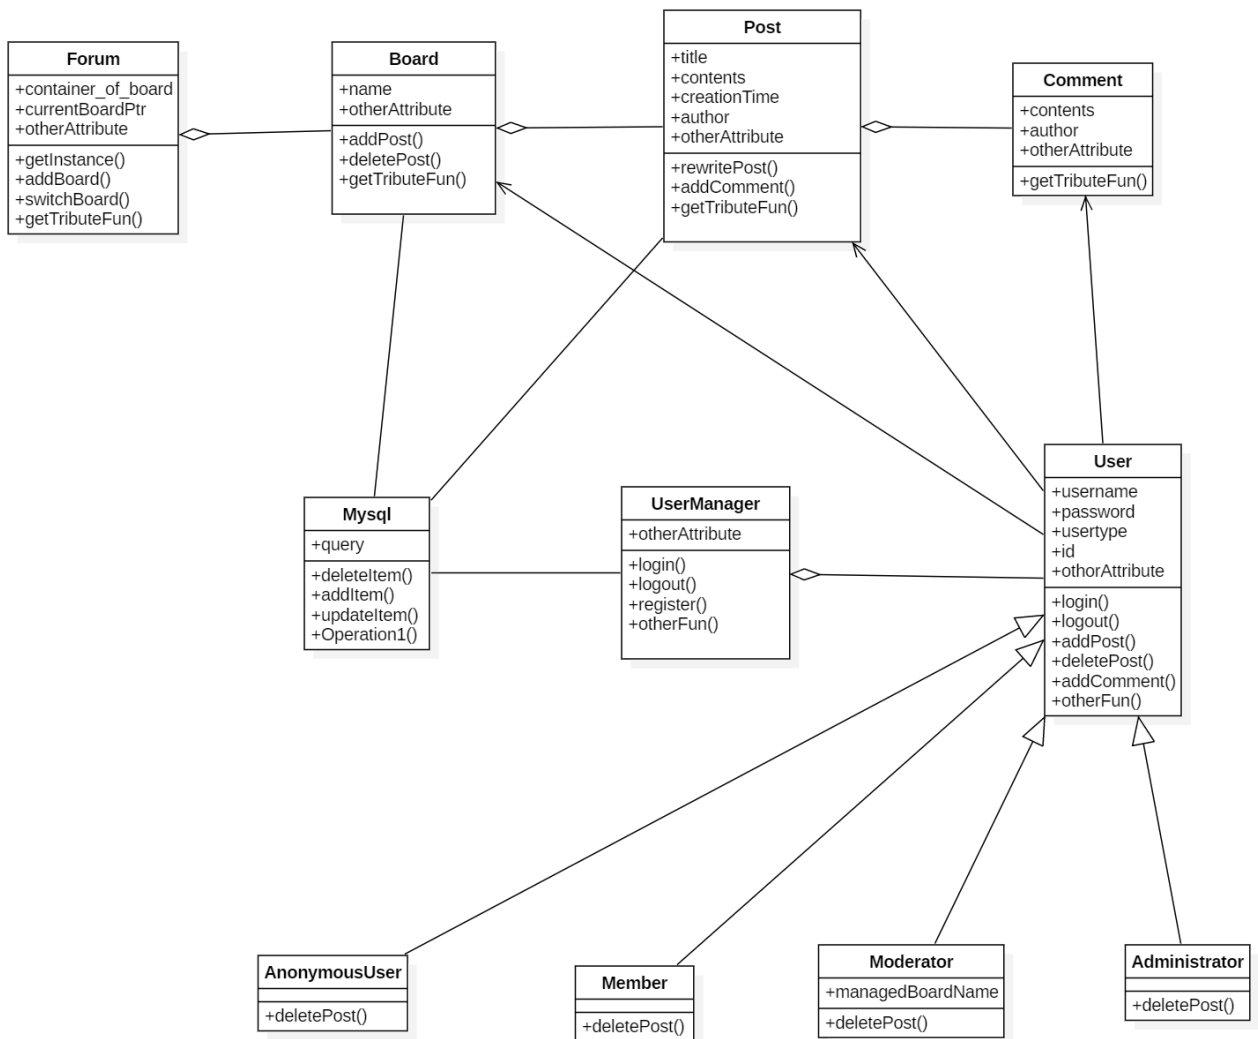 Forum
+container_of_board
+currentBoardPtr
+otherAttribute
+getInstance()
+addBoard()
+switchBoard()
+getTributeFun()
Board
+name
+otherAttribute
+addPost()
+deletePost()
+getTributeFun()
Post
+title
+contents
+creationTime
+author
+otherAttribute
+rewritePost()
+addComment()
+getTributeFun()
Comment
+contents
+author
+otherAttribute
+getTributeFun()
Mysql
+query
+deleteItem()
+addItem()
+updateItem()
+Operation1()
UserManager
+otherAttribute
+login()
+logout()
+register()
+otherFun()
User
+username
+password
+usertype
+id
+othorAttribute
+login()
+logout()
+addPost()
+deletePost()
+addComment()
+otherFun()
AnonymousUser
+deletePost()
Member
+deletePost()
Moderator
+managedBoardName
+deletePost()
Administrator
+deletePost()